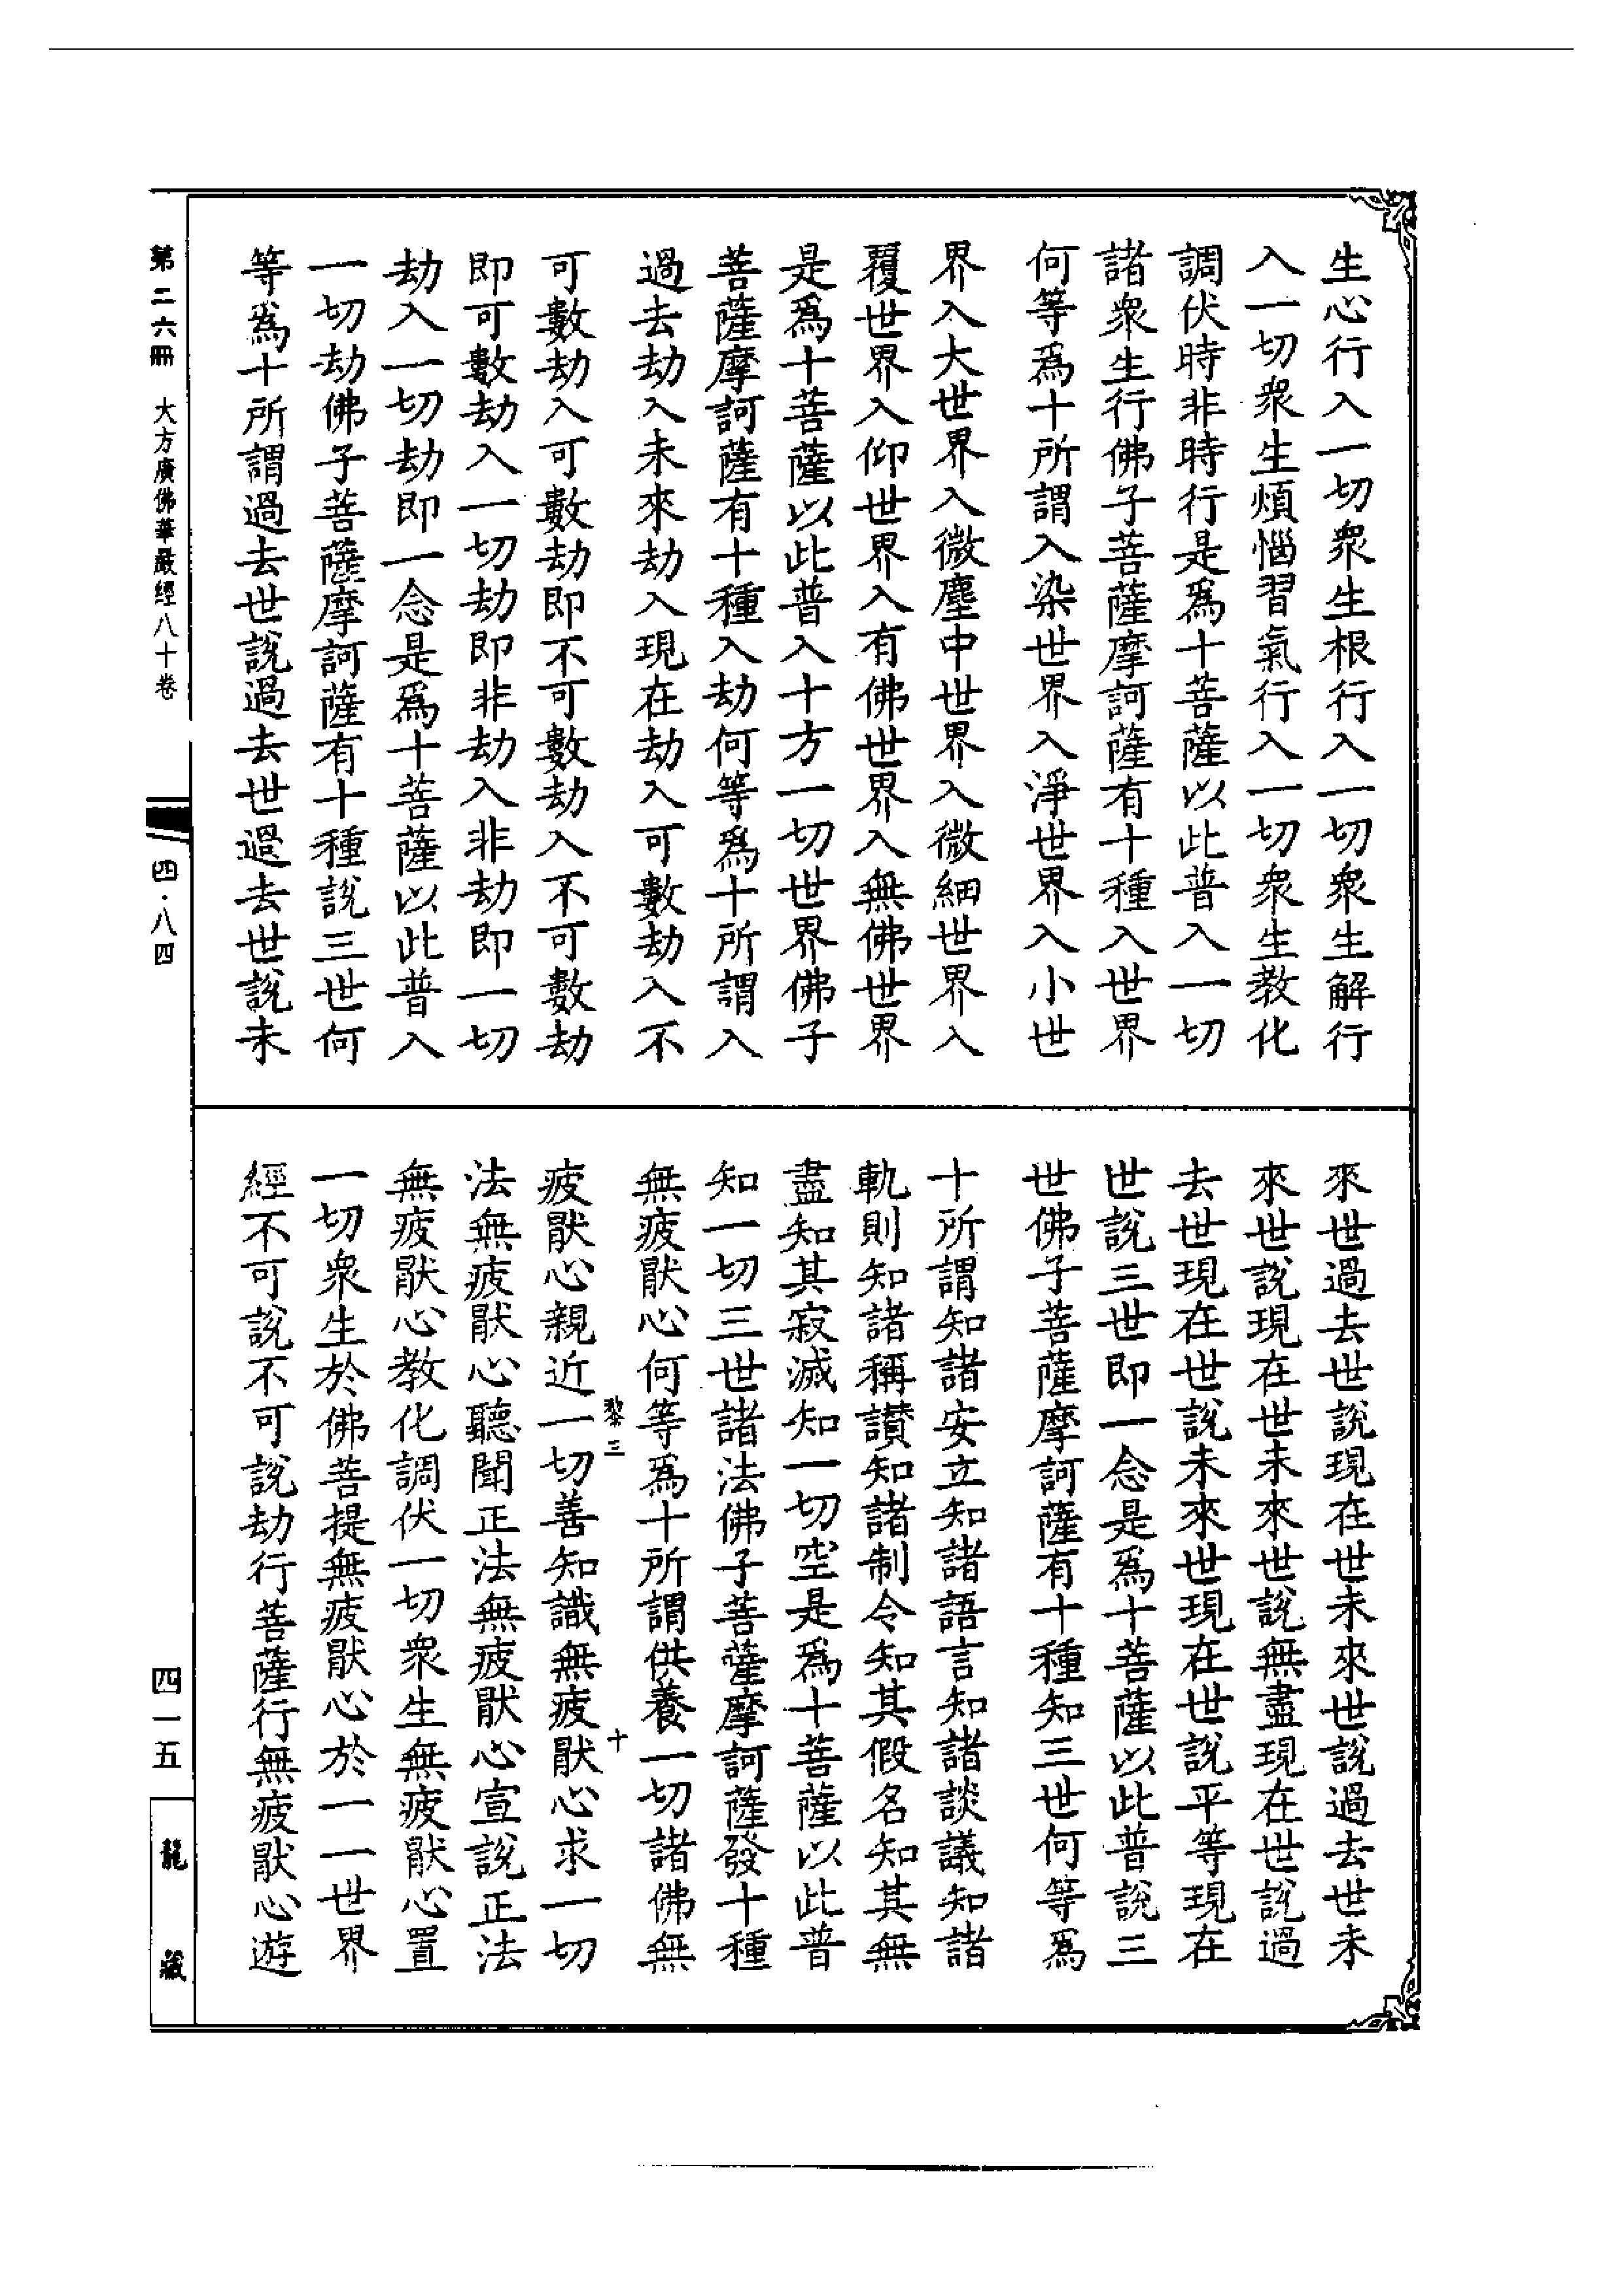 生心行入一切衆生根行入一切衆生解行
入一切衆生煩惱習氣行入一切衆生教化
調伏時非時行是爲十菩薩以此普入一切
諸衆生行佛子菩薩摩訶薩有十種入世界
何等爲十所謂入染世界入淨世界入小世
界入大世界入微塵中世界入微細世界入
覆世界入仰世界入有佛世界入無佛世界
是爲十菩薩以此普入十方一切世界佛子
菩薩摩訶薩有十種入劫何等爲十所謂入
過去劫入未來劫入現在劫入可數劫入不
可數劫入可數劫即不可數劫入不可數劫
即可數劫入一切劫即非劫入非劫即一切
劫入一切劫即一念是爲十菩薩以此普入
一切劫佛子菩薩摩訶薩有十種說三世何
等爲十所謂過去世說過去世過去世說未
來世過去世說現在世未來世說過去世未
來世說現在世未來世說無盡現在世說過
去世現在世說未來世現在世說平等現在
世說三世即一念是爲十菩薩以此普說三
世佛子菩薩摩訶薩有十種知三世何等爲
十所謂知諸安立知諸語言知諸談議知諸
軌則知諸稱讚知諸制令知其假名知其無
盡知其寂滅知一切空是爲十菩薩以此普
知一切三世諸法佛子菩薩摩訶薩發十種
無疲猒心何等爲十所謂供養一切諸佛無
黎三
十
疲猒心親近一切善知識無疲猒心求一切
法無疲猒心聽聞正法無疲猒心宣說正法
無疲猒心教化調伏一切衆生無疲猒心置
一切衆生於佛菩提無疲猒心於一一世界
經不可說不可說劫行菩薩行無疲猒心遊
第二六冊
大方廣佛華嚴經八十卷
四·八四
四一五
龍藏